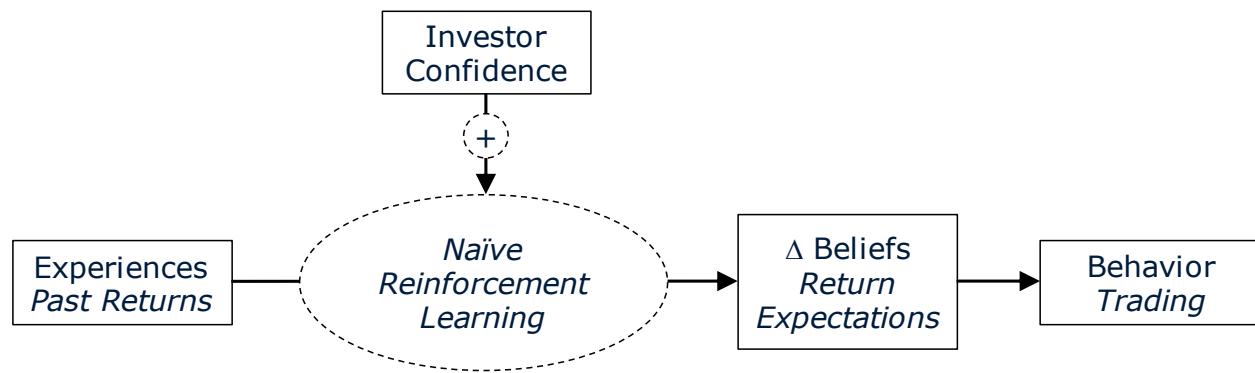 Investor
Confidence
+
Experiences
Past Returns
Naïve
Reinforcement
Learning
Δ Beliefs
Return
Expectations
Behavior
Trading